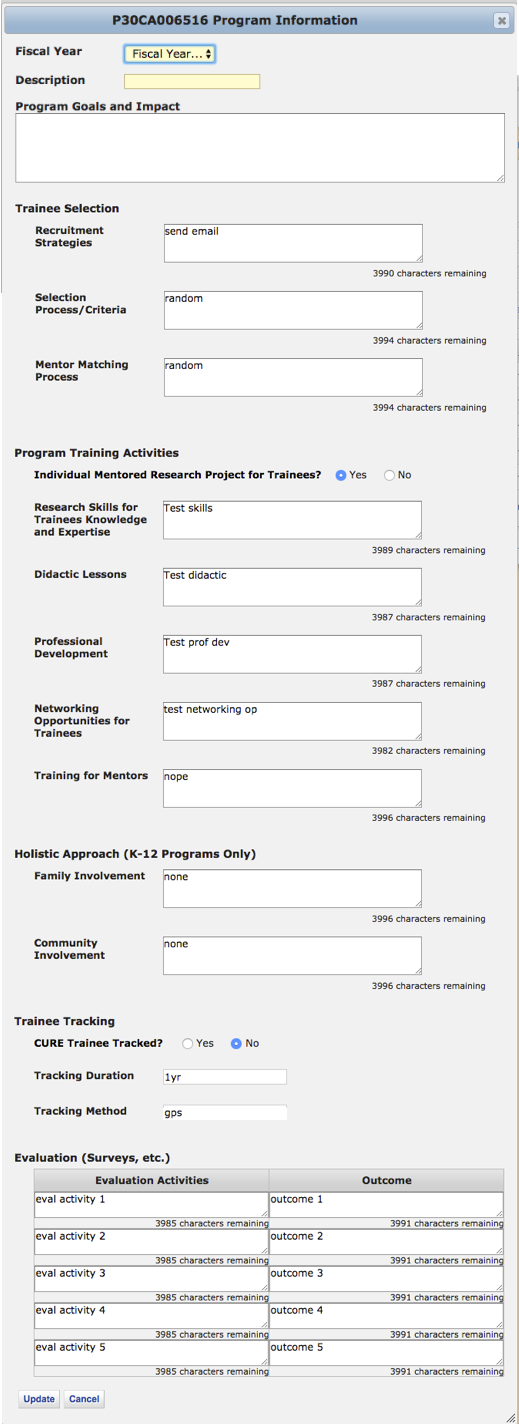 P30CA006516 Program Information
Fiscal Year Fiscal Year...
Description
Program Goals and Impact
Trainee Selection
Recruitment
Strategies
send email
3990 characters remaining
Selection
Process/Criteria
random
3994 characters remaining
Mentor Matching
Process
random
3994 characters remaining
Program Training Activities
Individual Mentored Research Project for Trainees? Yes No
Research Skills for
Trainees Knowledge
and Expertise
Test skills
3989 characters remaining
Didactic Lessons Test didactic
3987 characters remaining
Professional
Development
Test prof dev
3987 characters remaining
Networking
Opportunities for
Trainees
test networking op
3982 characters remaining
Training for Mentors nope
3996 characters remaining
Holistic Approach (K-12 Programs Only)
Family Involvement none
3996 characters remaining
Community
Involvement
none
3996 characters remaining
Trainee Tracking
CURE Trainee Tracked? Yes No
Tracking Duration 1yr
Tracking Method gps
Evaluation (Surveys, etc.)
Evaluation Activities Outcome
eval activity 1 outcome 1
3985 characters remaining 3991 characters remaining
eval activity 2 outcome 2
3985 characters remaining 3991 characters remaining
eval activity 3 outcome 3
3985 characters remaining 3991 characters remaining
eval activity 4 outcome 4
3985 characters remaining 3991 characters remaining
eval activity 5 outcome 5
3985 characters remaining 3991 characters remaining
Update Cancel